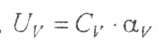 . U_V = C_V · α_V